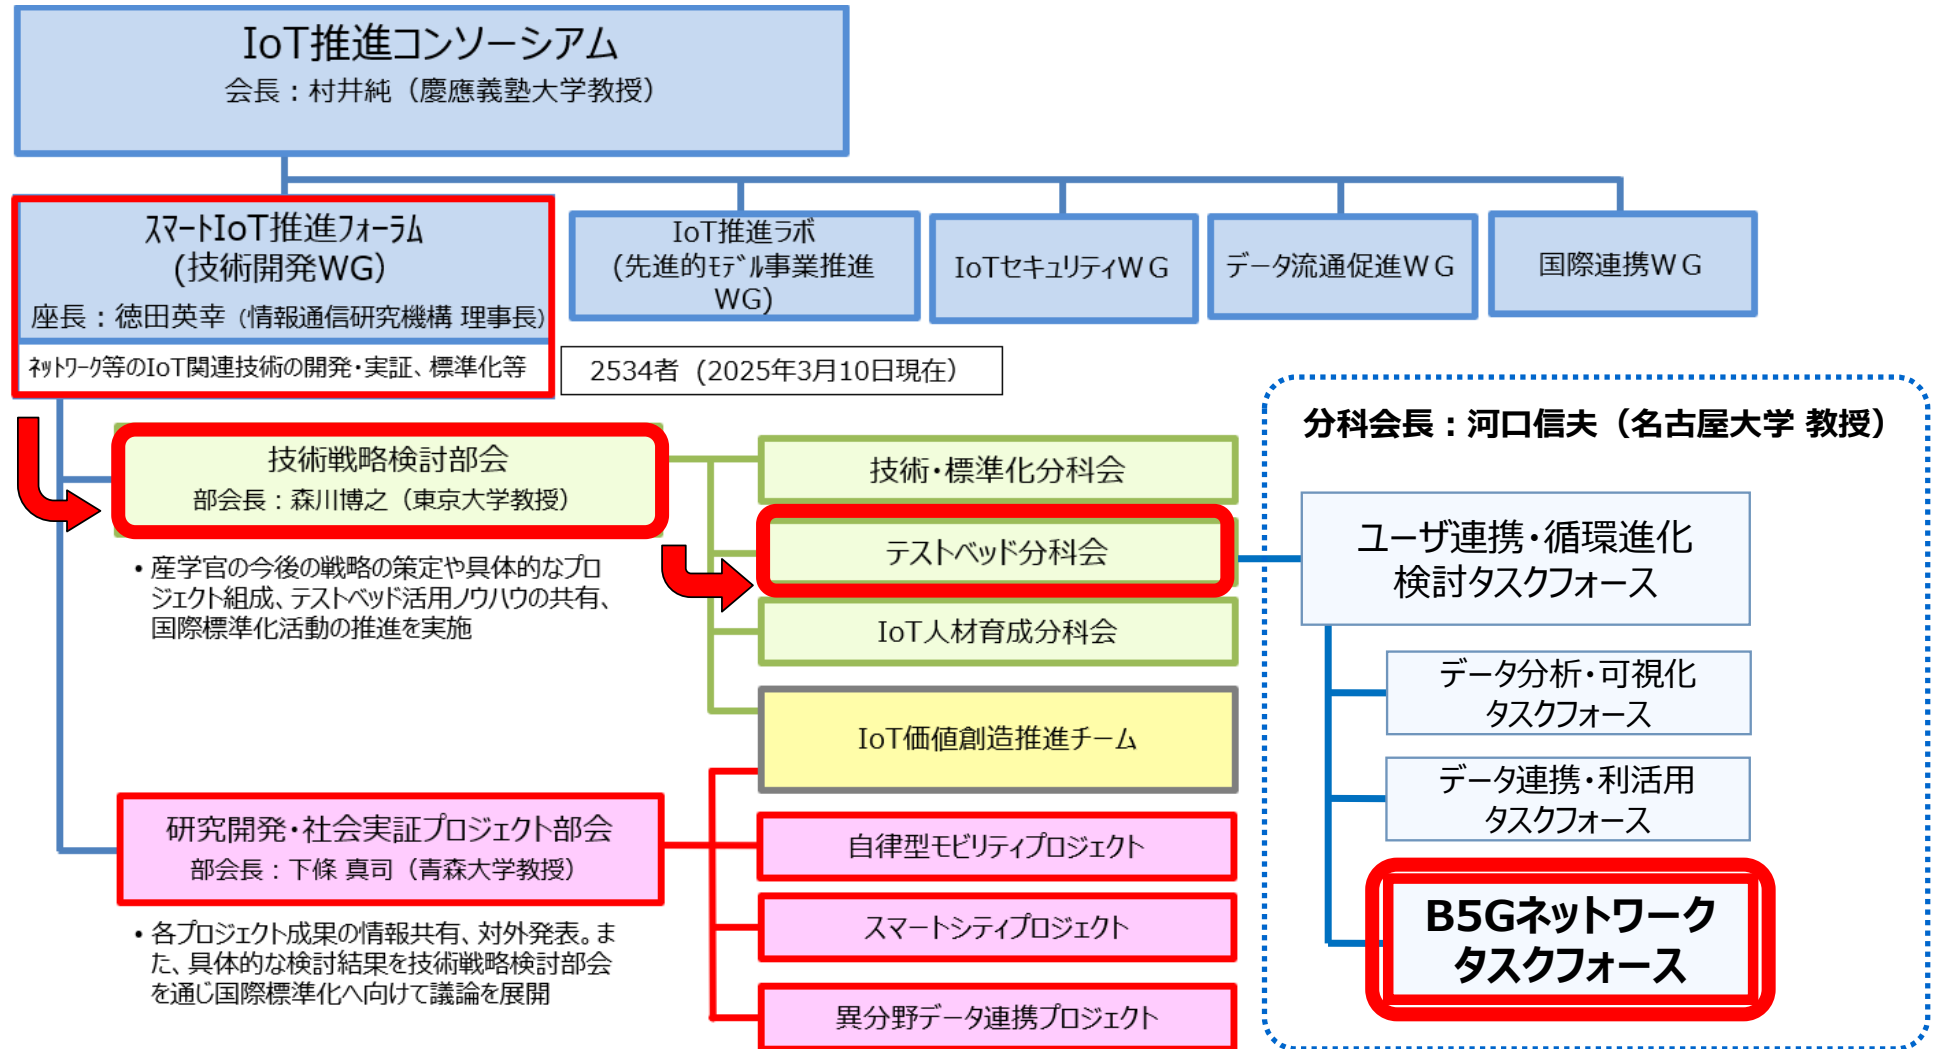 IoT推進コンソーシアム
会長：村井純（慶應義塾大学教授）
ｽﾏｰﾄIoT推進ﾌｫｰﾗﾑ
(技術開発WG)
座長：徳田英幸（情報通信研究機構 理事長）
ﾈｯﾄﾜｰｸ等のIoT関連技術の開発・実証、標準化等
IoT推進ラボ
(先進的ﾓﾃﾞﾙ事業推進
WG)
IoTセキュリティＷＧ
データ流通促進ＷＧ
国際連携ＷＧ
2534者（2025年3月10日現在）
技術戦略検討部会
部会長：森川博之（東京大学教授）
• 産学官の今後の戦略の策定や具体的なプロ
ジェクト組成、テストベッド活用ノウハウの共有、
国際標準化活動の推進を実施
技術・標準化分科会
テストベッド分科会
IoT人材育成分科会
IoT価値創造推進チーム
研究開発・社会実証プロジェクト部会
部会長：下條 真司（青森大学教授）
• 各プロジェクト成果の情報共有、対外発表。ま
た、具体的な検討結果を技術戦略検討部会
を通じ国際標準化へ向けて議論を展開
自律型モビリティプロジェクト
スマートシティプロジェクト
異分野データ連携プロジェクト
分科会長：河口信夫（名古屋大学 教授）
ユーザ連携・循環進化
検討タスクフォース
データ分析・可視化
タスクフォース
データ連携・利活用
タスクフォース
B5Gネットワーク
タスクフォース